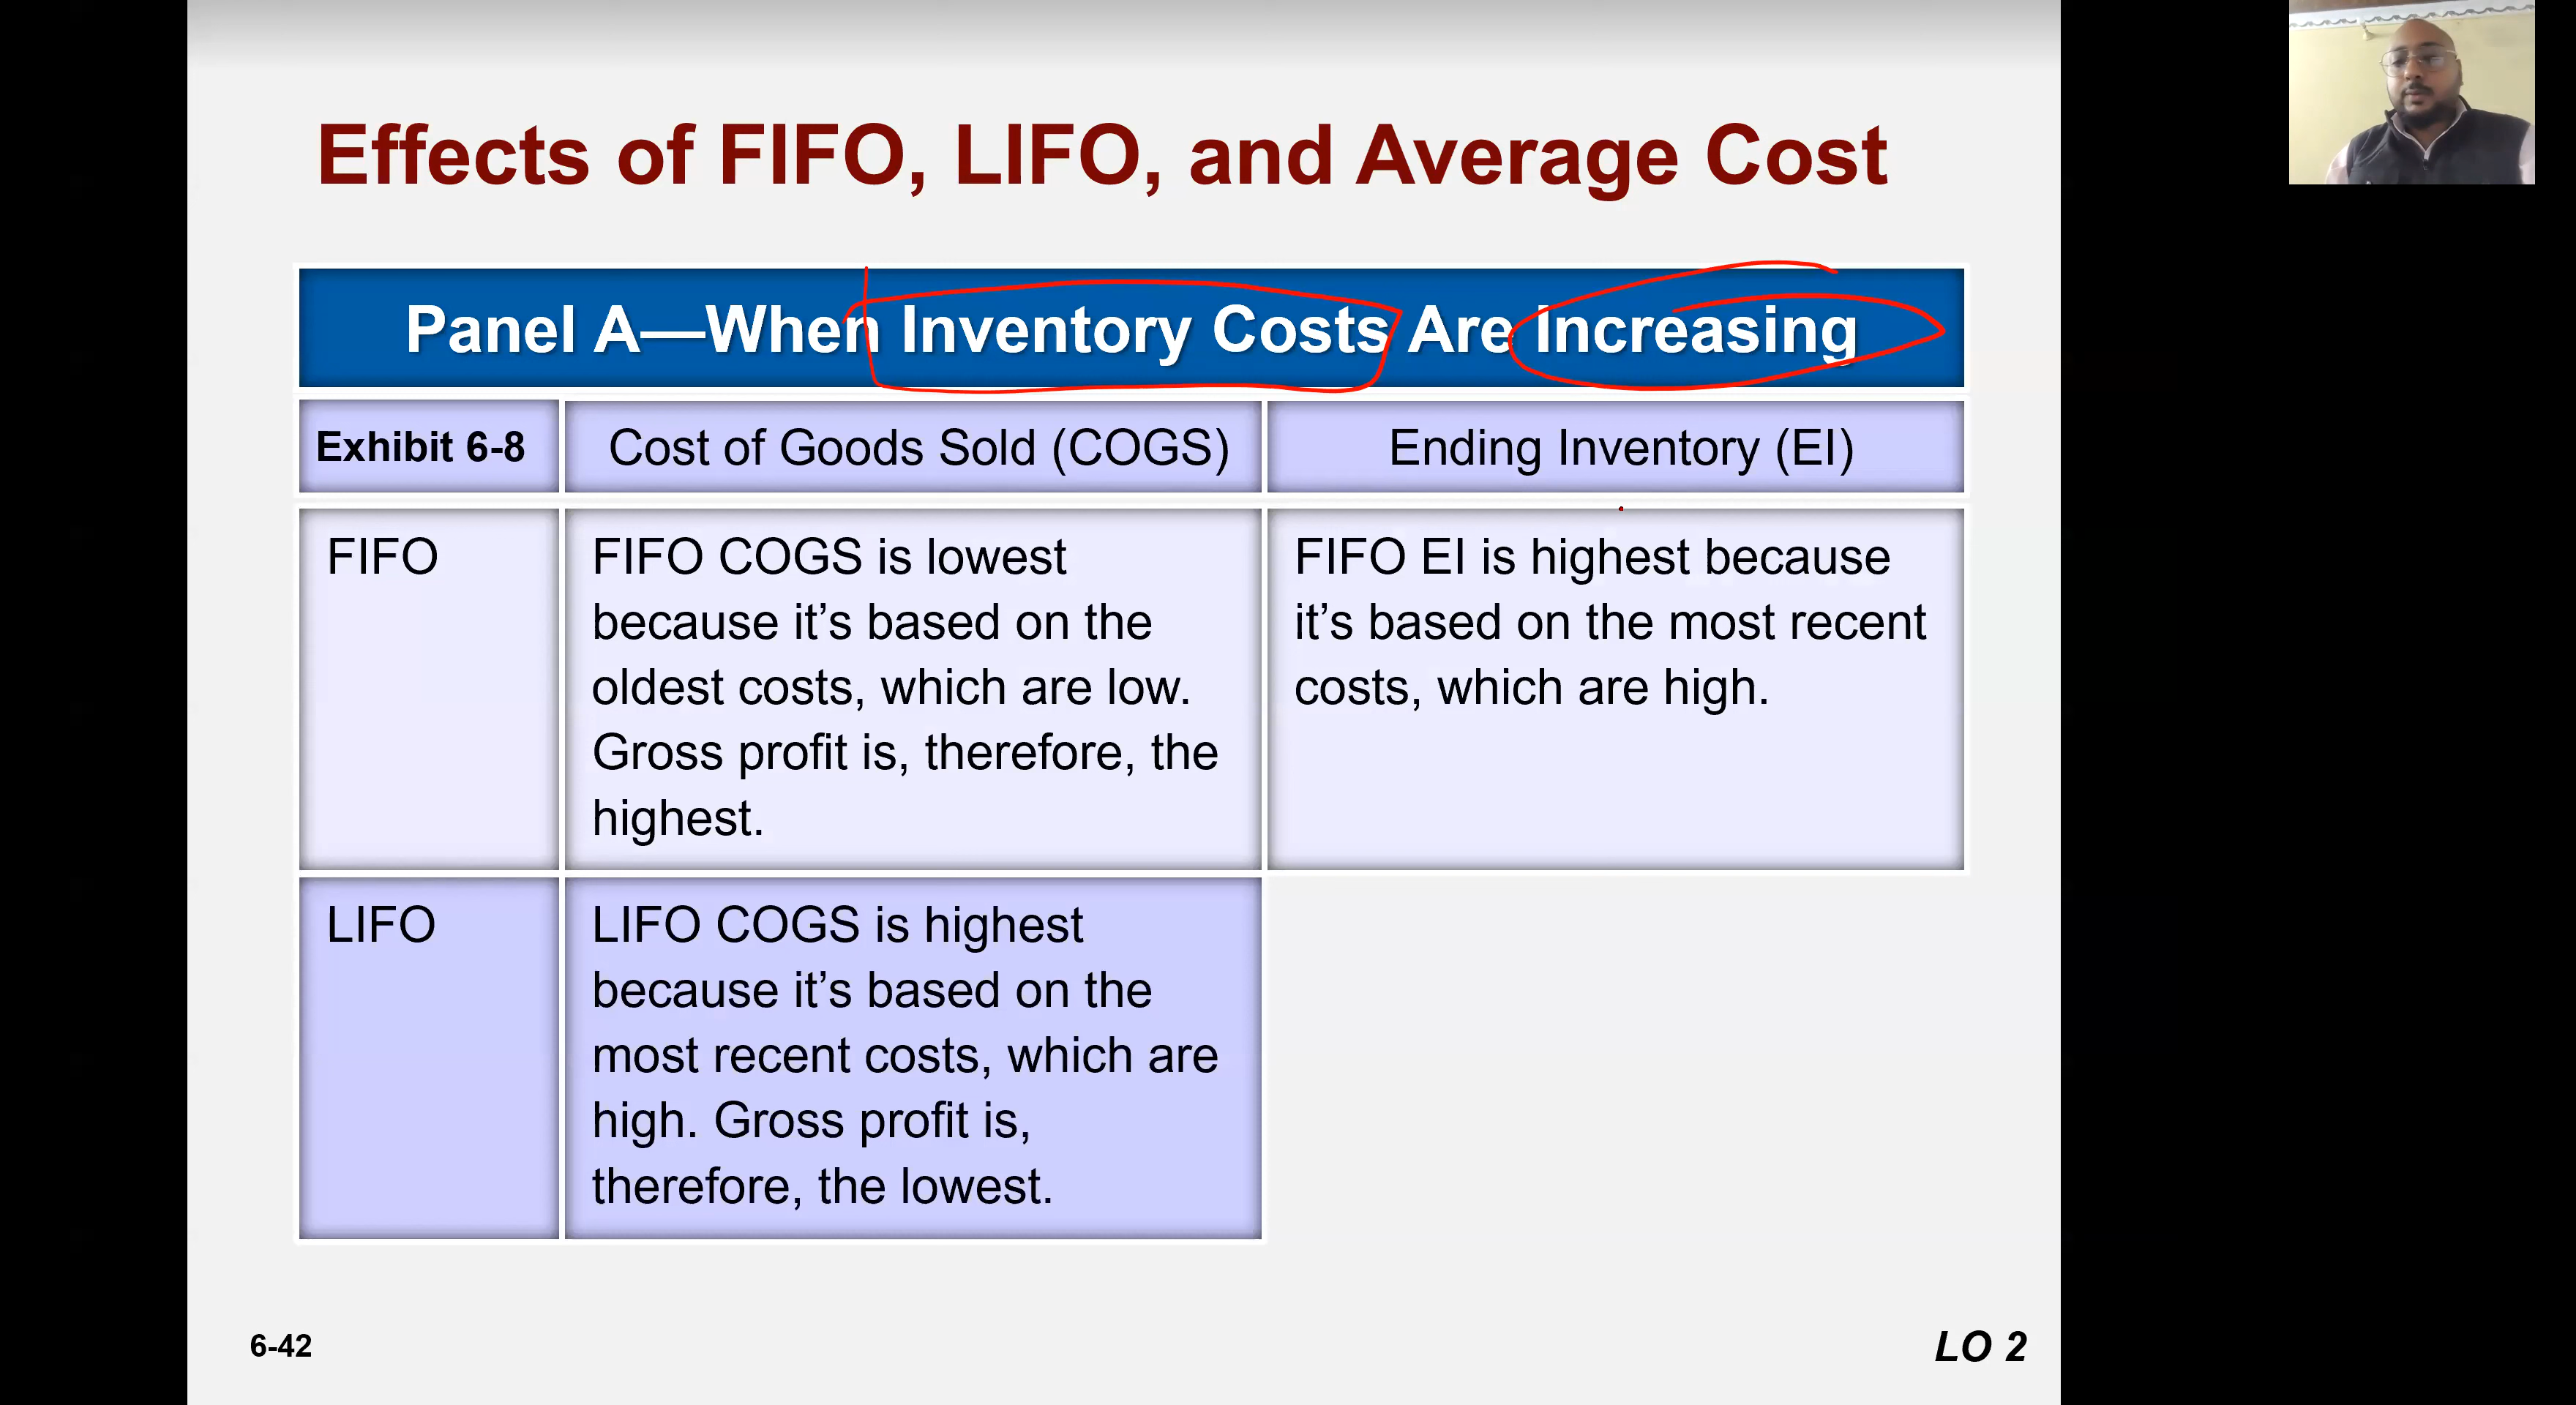 Effects of FIFO, LIFO, and Average Cost
Panel A—When Inventory Costs Are Increasing
Exhibit 6-8
Cost of Goods Sold (COGS)
Ending Inventory (EI)
FIFO
FIFO COGS is lowest
because it’s based on the
oldest costs, which are low.
Gross profit is, therefore, the
highest.
FIFO EI is highest because
it’s based on the most recent
costs, which are high.
LIFO
LIFO COGS is highest
because it’s based on the
most recent costs, which are
high. Gross profit is,
therefore, the lowest.
6-42
LO 2